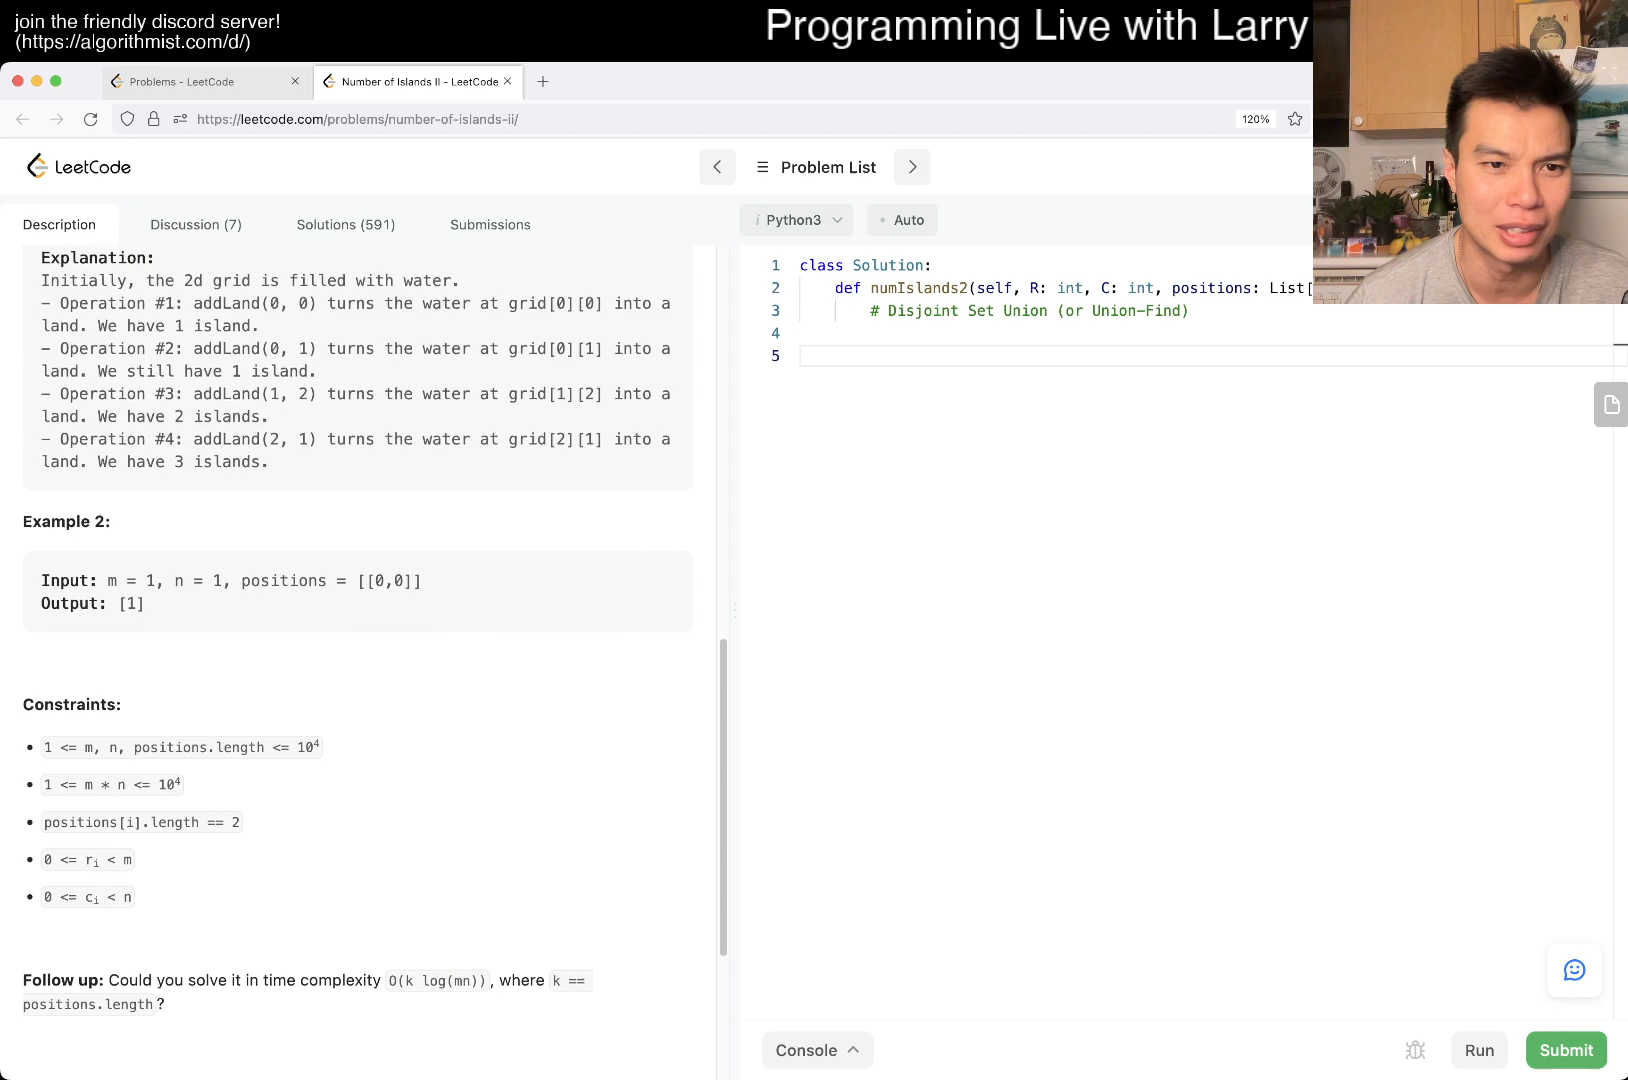 join the friendly discord server!
(https://algorithmist.com/d/)
Programming Live with Larry
Problems - LeetCode
Number of Islands II - LeetCode
https://leetcode.com/problems/number-of-islands-ii/
120%
LeetCode
Problem List
Description
Discussion (7)
Solutions (591)
Submissions
i Python3
Auto
Explanation:
Initially, the 2d grid is filled with water.
- Operation #1: addLand(0, 0) turns the water at grid[0][0] into a
land. We have 1 island.
- Operation #2: addLand(0, 1) turns the water at grid[0][1] into a
land. We still have 1 island.
- Operation #3: addLand(1, 2) turns the water at grid[1][2] into a
land. We have 2 islands.
- Operation #4: addLand(2, 1) turns the water at grid[2][1] into a
land. We have 3 islands.
Example 2:
Input: m = 1, n = 1, positions = [[0,0]]
Output: [1]
Constraints:
• 1 <= m, n, positions.length <= 10⁴
• 1 <= m * n <= 10⁴
• positions[i].length == 2
• 0 <= rᵢ < m
• 0 <= cᵢ < n
Follow up: Could you solve it in time complexity O(k log(mn)), where k ==
positions.length?
1 class Solution:
2 def numIslands2(self, R: int, C: int, positions: List[
3 # Disjoint Set Union (or Union-Find)
4
5
Console
Run
Submit